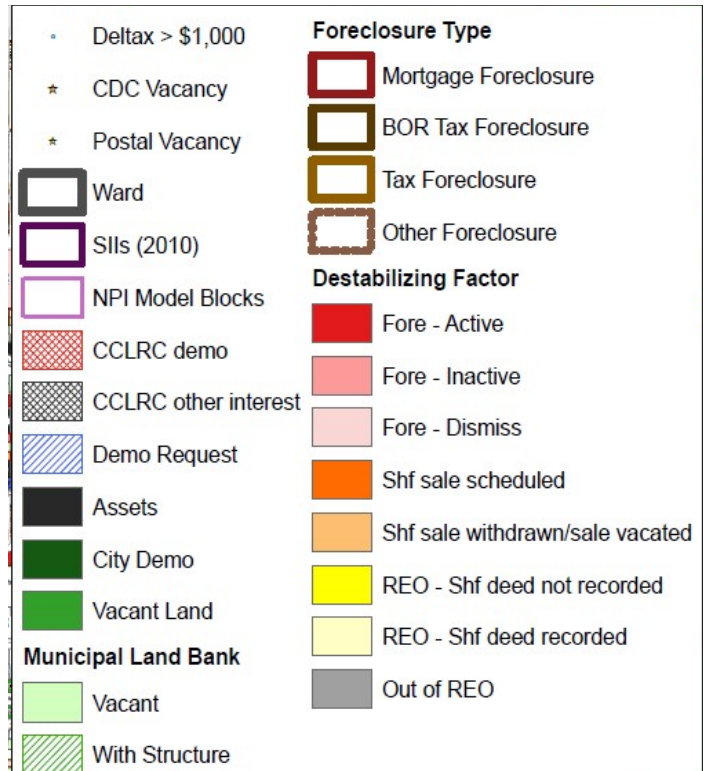 Deltax > $1,000
CDC Vacancy
Postal Vacancy
Ward
SIIs (2010)
NPI Model Blocks
CCLRC demo
CCLRC other interest
Demo Request
Assets
City Demo
Vacant Land
Municipal Land Bank
Vacant
With Structure
Foreclosure Type
Mortgage Foreclosure
BOR Tax Foreclosure
Tax Foreclosure
Other Foreclosure
Destabilizing Factor
Fore - Active
Fore - Inactive
Fore - Dismiss
Shf sale scheduled
Shf sale withdrawn/sale vacated
REO - Shf deed not recorded
REO - Shf deed recorded
Out of REO